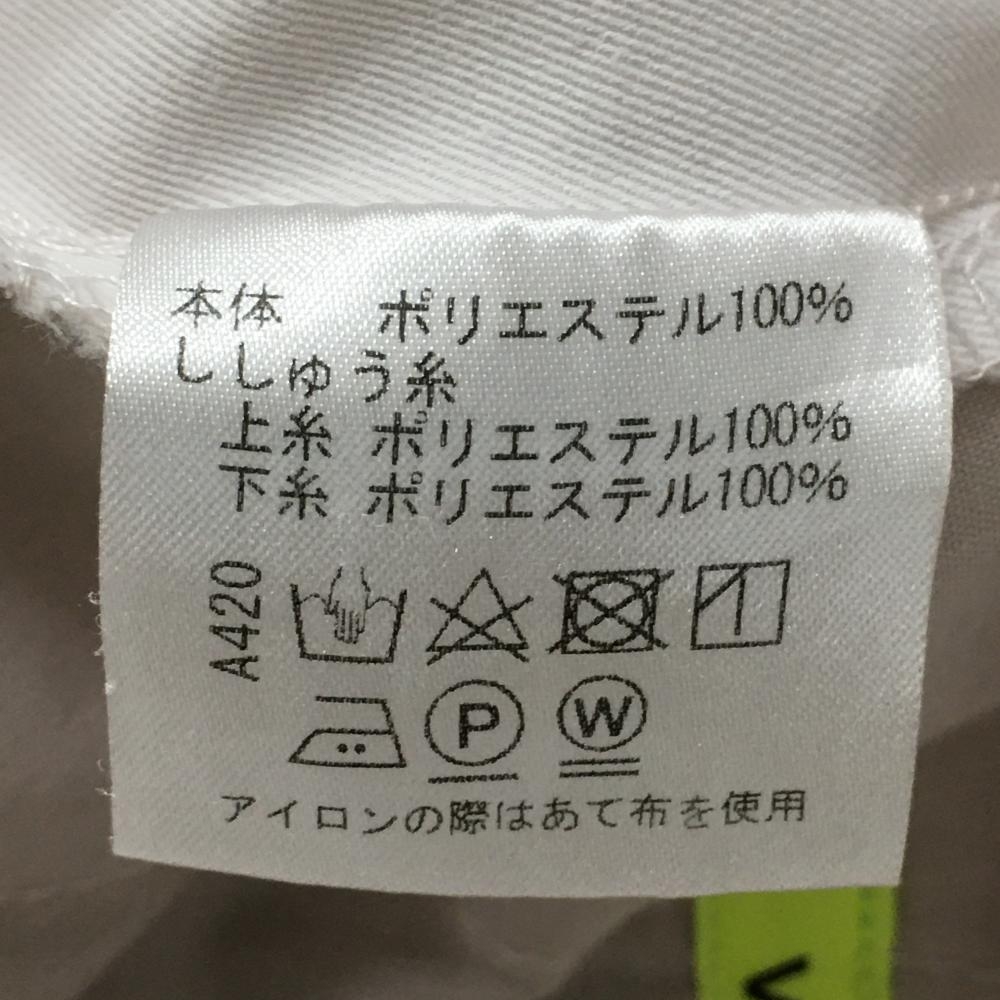 本体 ポリエステル100%
ししゅう糸
上糸 ポリエステル100%
下糸 ポリエステル100%
A420
P
W
アイロンの際はあて布を使用